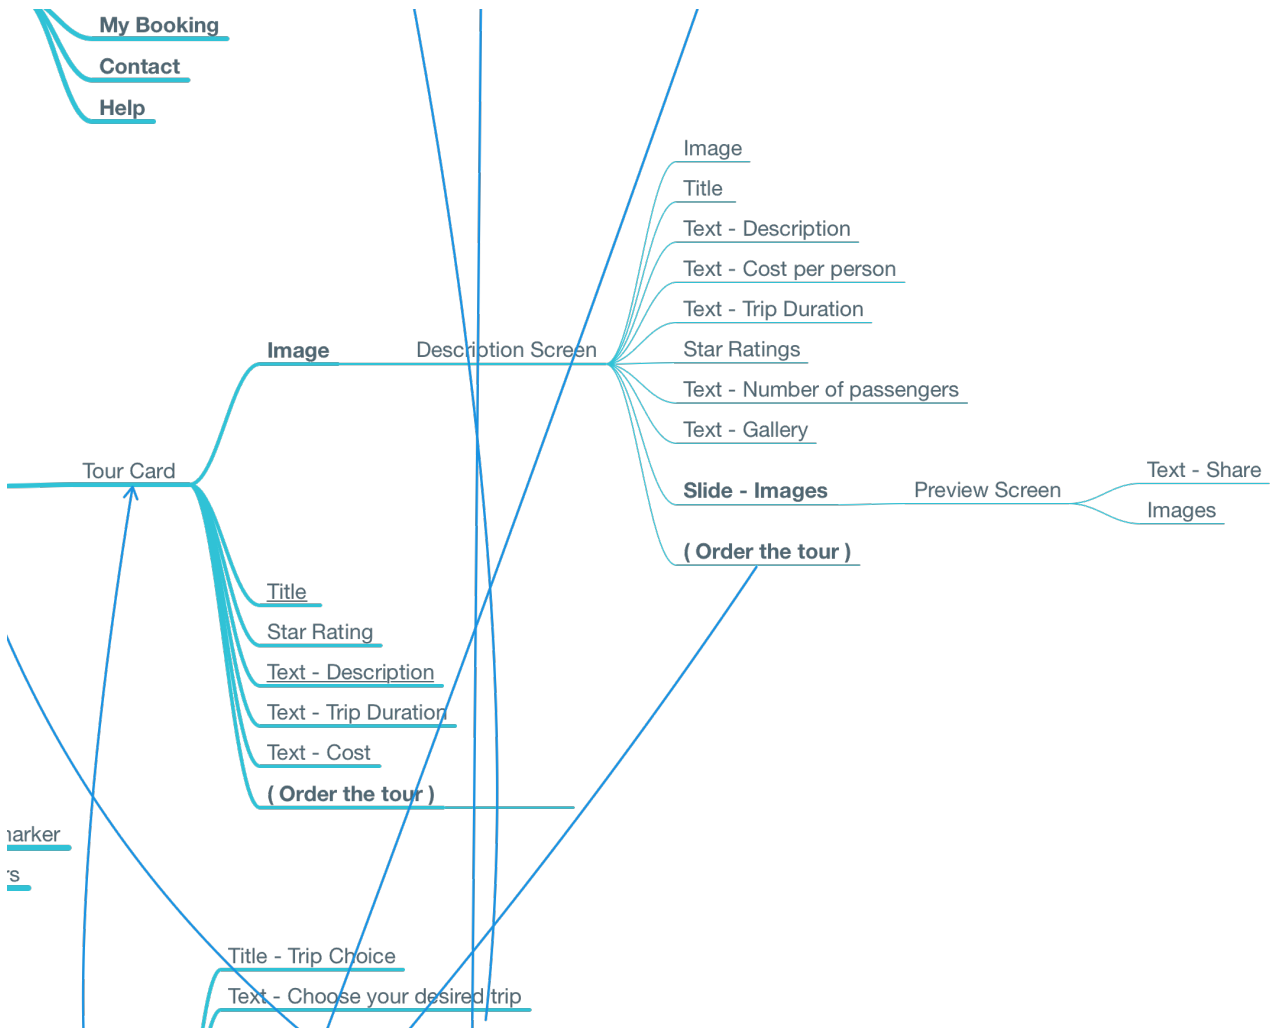 My Booking
Contact
Help
Image
Title
Text - Description
Text - Cost per person
Text - Trip Duration
Star Ratings
Text - Number of passengers
Text - Gallery
Slide - Images
( Order the tour )
Preview Screen
Text - Share
Images
Image
Description Screen
Tour Card
Title
Star Rating
Text - Description
Text - Trip Duration
Text - Cost
( Order the tour )
Title - Trip Choice
Text - Choose your desired trip